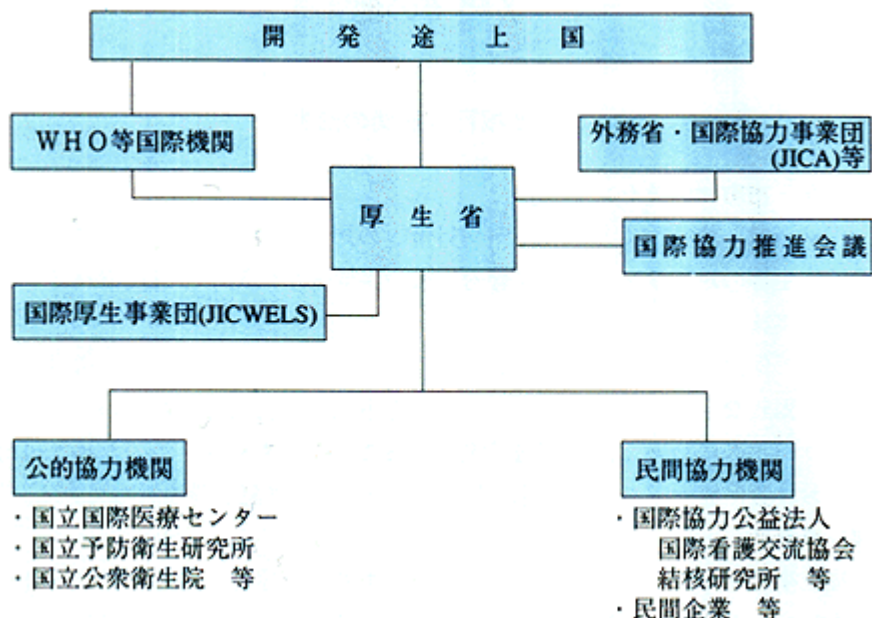 開発途上国
WHO等国際機関
外務省・国際協力事業団
(JICA)等
厚生省
国際協力推進会議
国際厚生事業団(JICWELS)
公的協力機関
・国立国際医療センター
・国立予防衛生研究所
・国立公衆衛生院 等
民間協力機関
・国際協力公益法人
国際看護交流協会
結核研究所 等
・民間企業 等